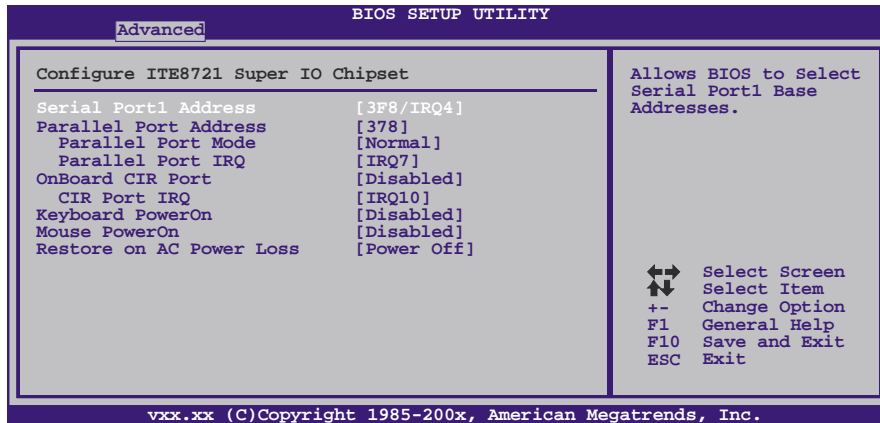 BIOS SETUP UTILITY
Advanced
Configure ITE8721 Super IO Chipset
Serial Port1 Address [3F8/IRQ4]
Parallel Port Address [378]
Parallel Port Mode [Normal]
Parallel Port IRQ [IRQ7]
OnBoard CIR Port [Disabled]
CIR Port IRQ [IRQ10]
Keyboard PowerOn [Disabled]
Mouse PowerOn [Disabled]
Restore on AC Power Loss [Power Off]
Allows BIOS to Select
Serial Port1 Base
Addresses.
Select Screen
Select Item
+- Change Option
F1 General Help
F10 Save and Exit
ESC Exit
vxx.xx (C)Copyright 1985-200x, American Megatrends, Inc.